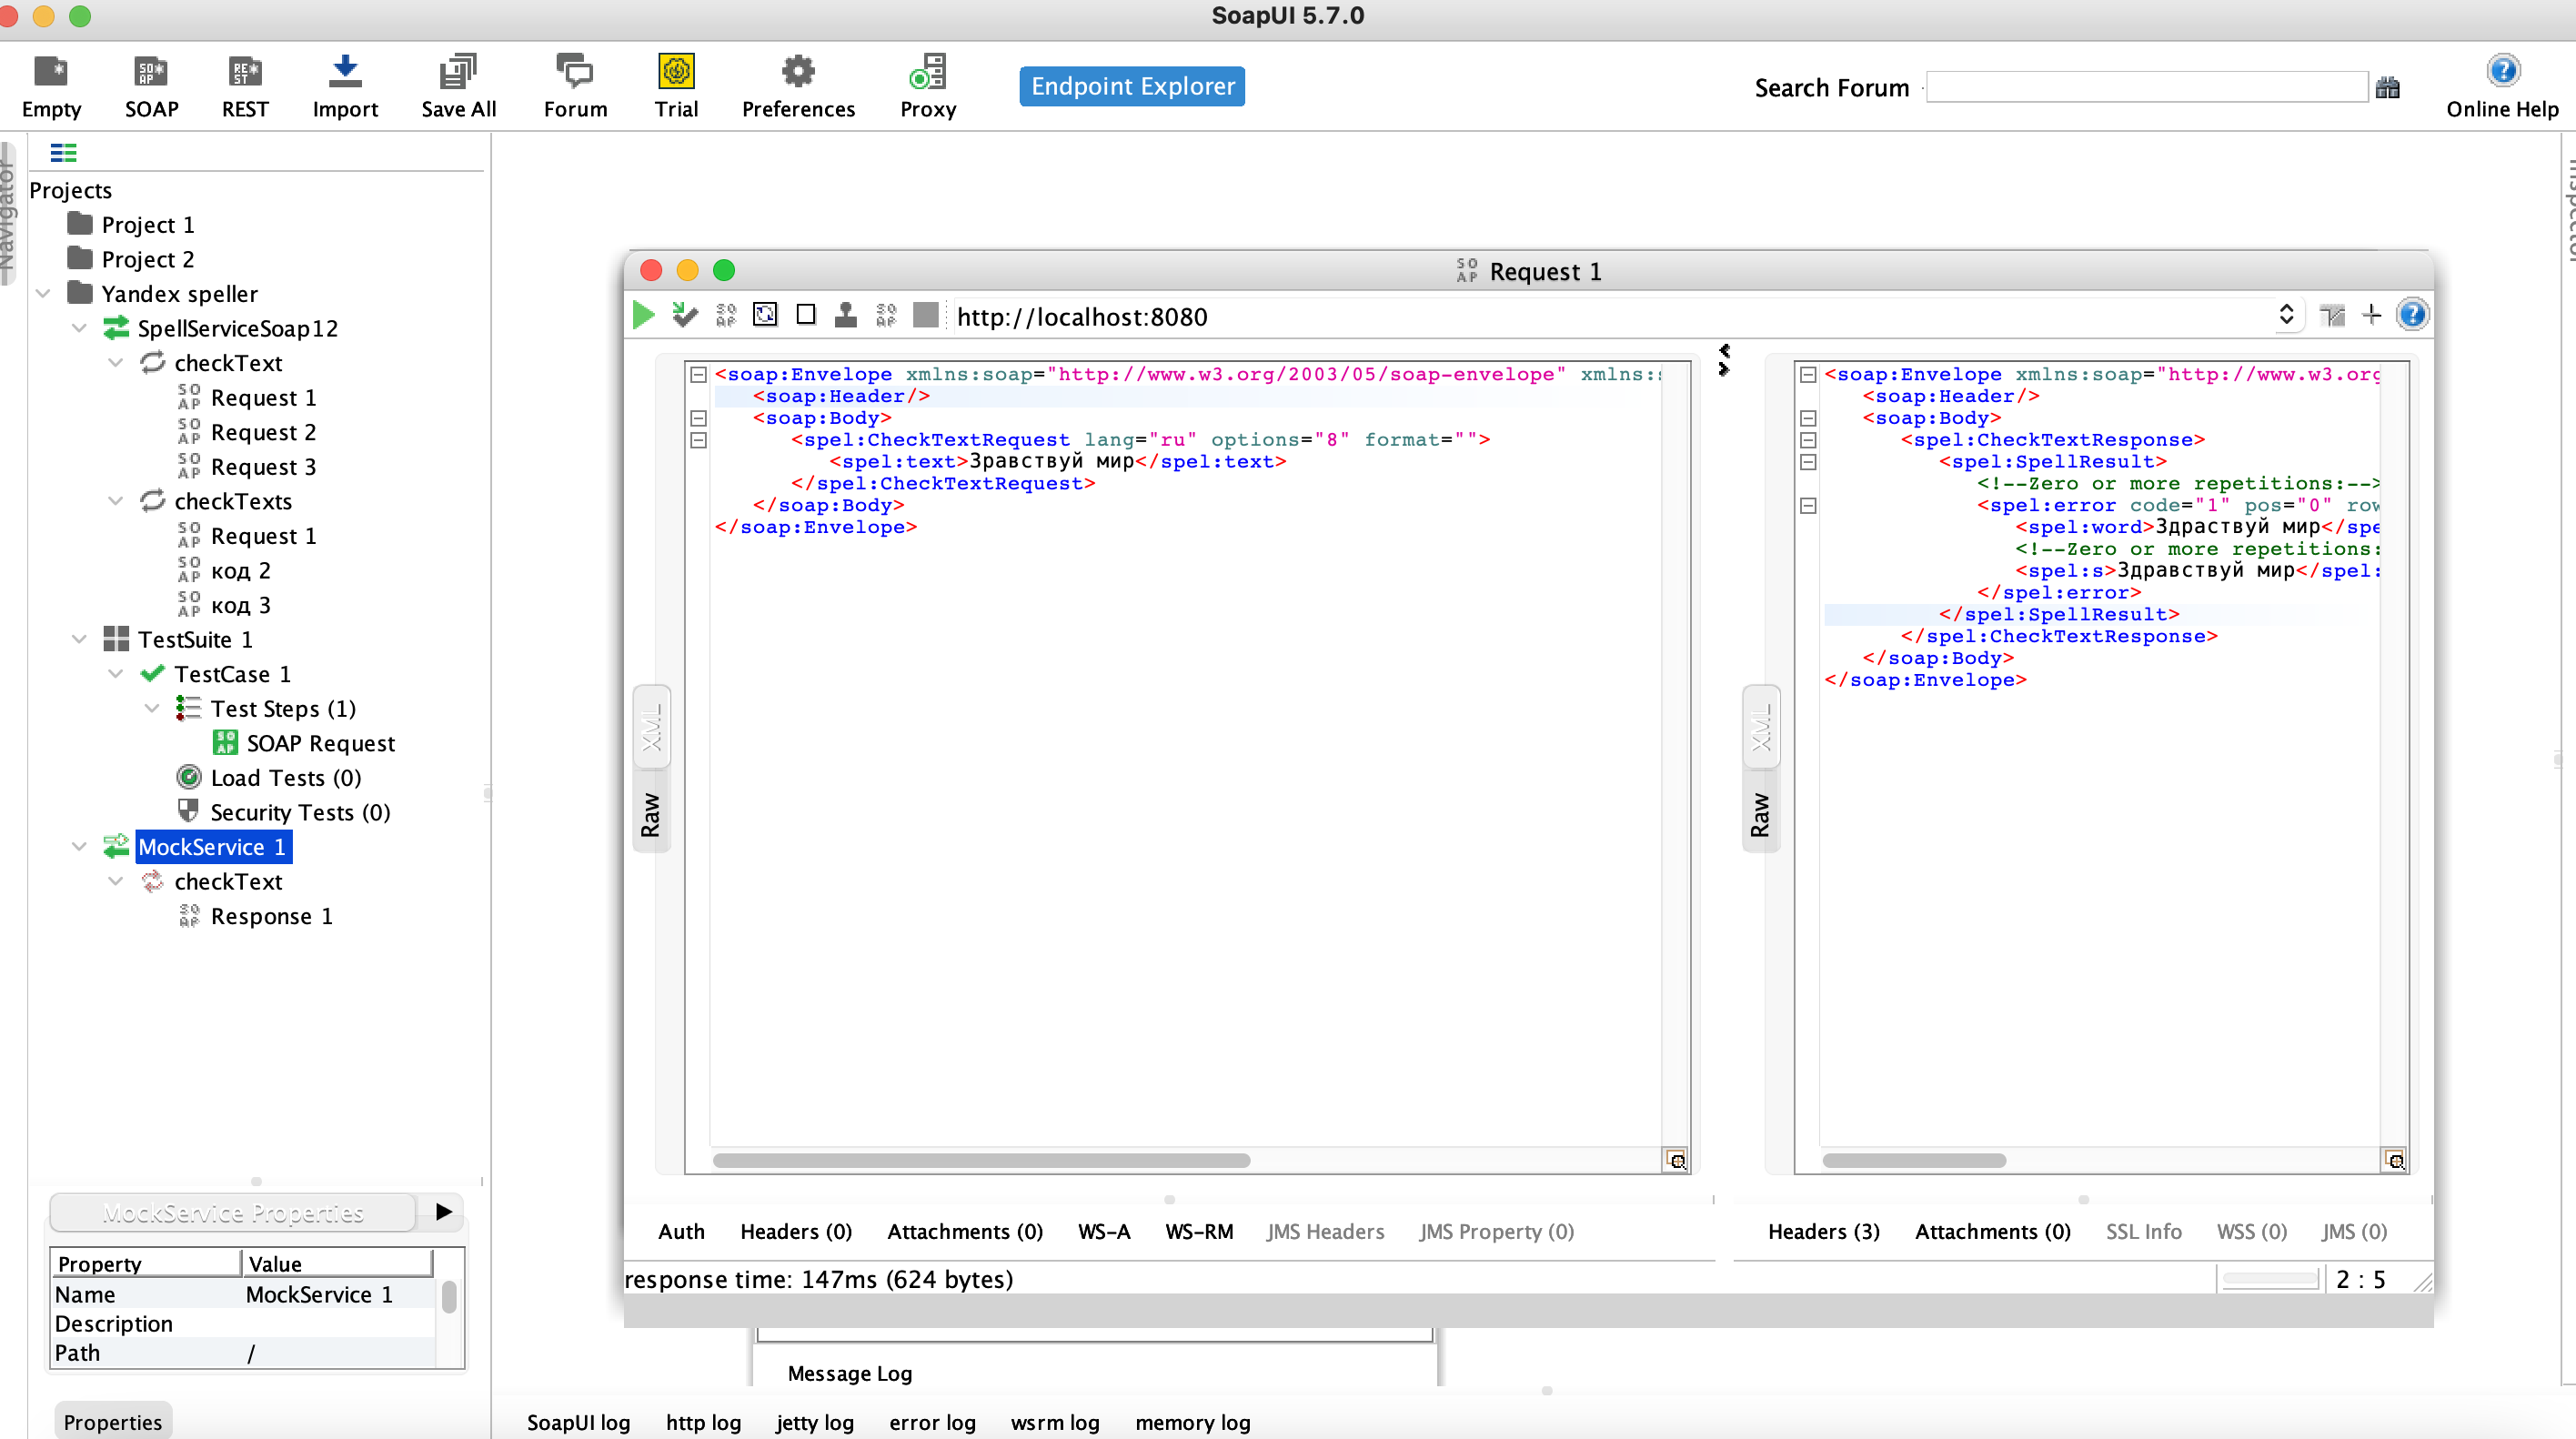 SoapUI 5.7.0
Empty SOAP REST Import Save All Forum Trial Preferences Proxy Endpoint Explorer Search Forum Online Help
Navigator
Inspector
Projects
Project 1
Project 2
Yandex speller
SpellServiceSoap12
checkText
Request 1
Request 2
Request 3
checkTexts
Request 1
код 2
код 3
TestSuite 1
TestCase 1
Test Steps (1)
SOAP Request
Load Tests (0)
Security Tests (0)
MockService 1
checkText
Response 1
MockService Properties
Property Value
Name MockService 1
Description
Path /
Properties
Request 1
http://localhost:8080
XML
Raw
<soap:Envelope xmlns:soap="http://www.w3.org/2003/05/soap-envelope" xmlns:
<soap:Header/>
<soap:Body>
<spel:CheckTextRequest lang="ru" options="8" format="">
<spel:text>Зравствуй мир</spel:text>
</spel:CheckTextRequest>
</soap:Body>
</soap:Envelope>
XML
Raw
<soap:Envelope xmlns:soap="http://www.w3.org
<soap:Header/>
<soap:Body>
<spel:CheckTextResponse>
<spel:SpellResult>
<!--Zero or more repetitions:-->
<spel:error code="1" pos="0" row
<spel:word>Здраствуй мир</spe
<!--Zero or more repetitions:
<spel:s>Здравствуй мир</spel:
</spel:error>
</spel:SpellResult>
</spel:CheckTextResponse>
</soap:Body>
</soap:Envelope>
Auth Headers (0) Attachments (0) WS-A WS-RM JMS Headers JMS Property (0)
Headers (3) Attachments (0) SSL Info WSS (0) JMS (0)
response time: 147ms (624 bytes)
2 : 5
Message Log
SoapUI log http log jetty log error log wsrm log memory log